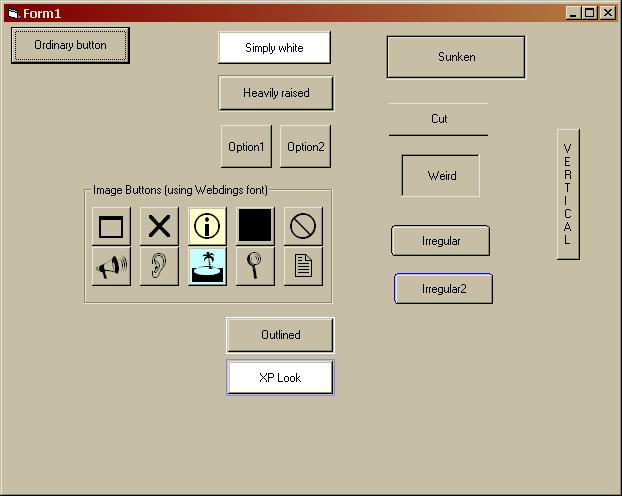 Form1
Ordinary button
Simply white
Sunken
Heavily raised
Cut
Option1
Option2
VERTICAL
Weird
Image Buttons (using Webdings font)
Irregular
Irregular2
Outlined
XP Look